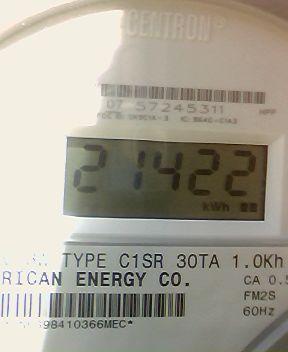 CENTRON®
07 57245311
21422
kWh
TYPE C1SR 30TA 1.0Kh
RICAN ENERGY CO.
CA 0.5
FM2S
60Hz
98410366MEC*